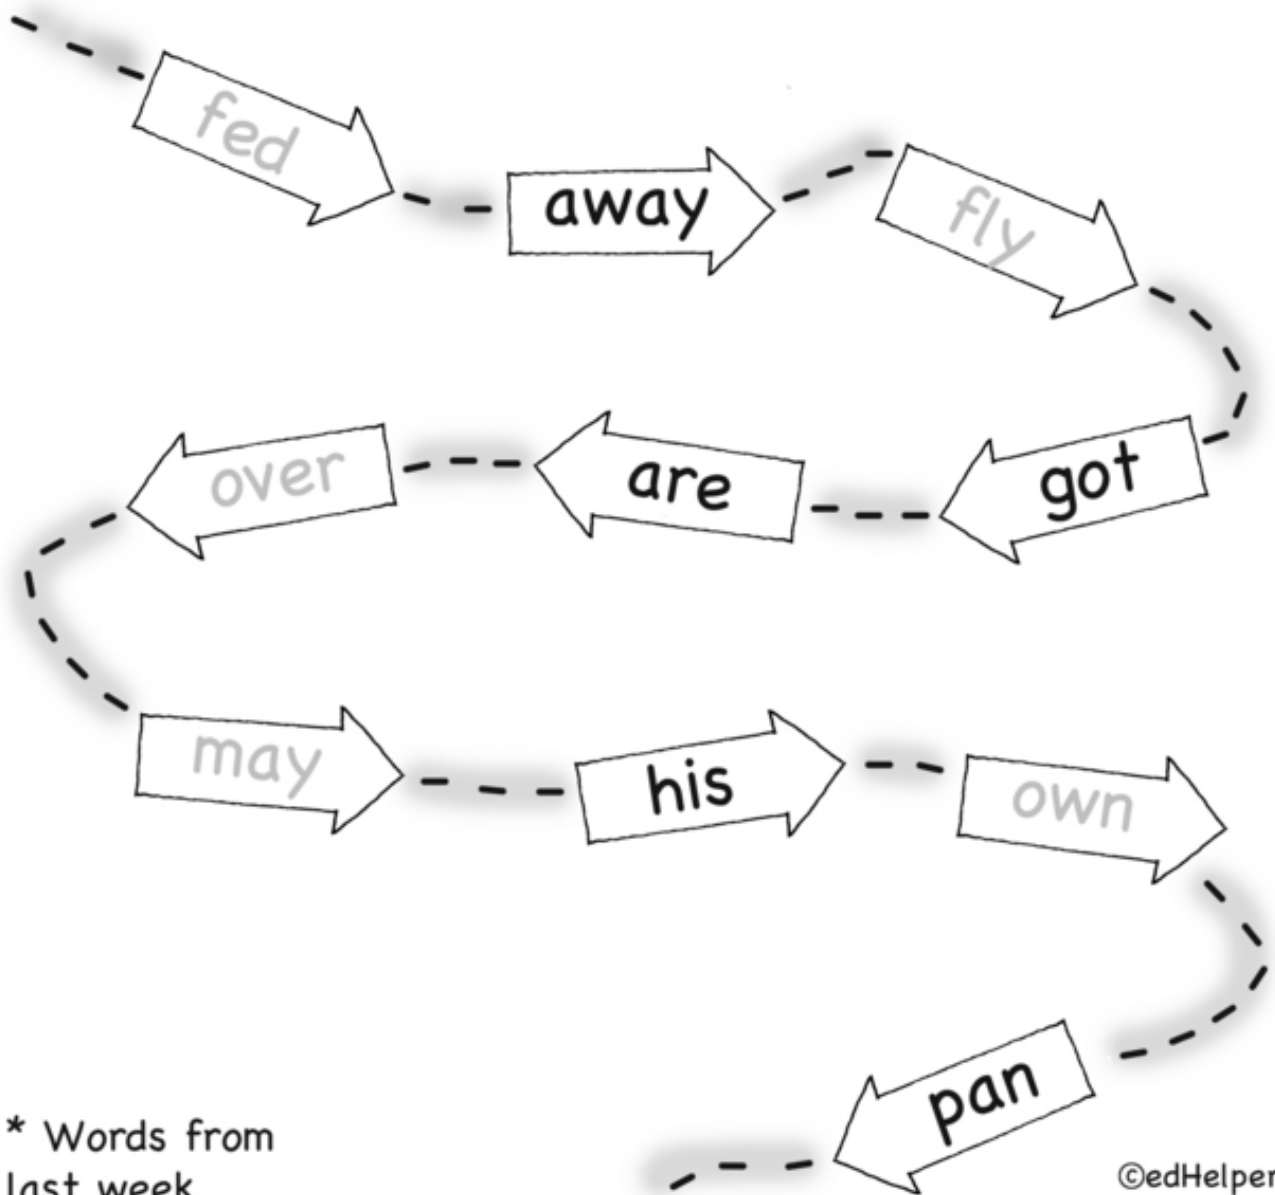 fed
away
fly
got
are
over
may
his
own
pan
* Words from
last week
©edHelper